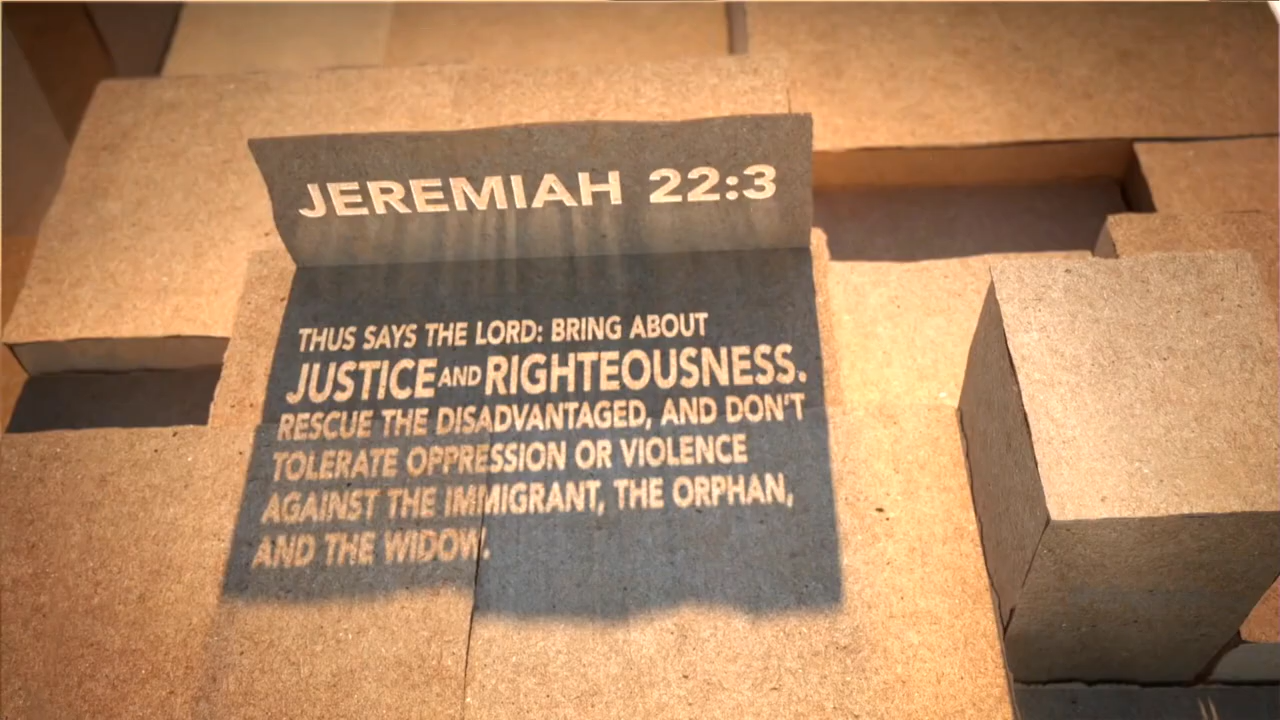 JEREMIAH 22:3
THUS SAYS THE LORD: BRING ABOUT
JUSTICE AND RIGHTEOUSNESS.
RESCUE THE DISADVANTAGED, AND DON'T
TOLERATE OPPRESSION OR VIOLENCE
AGAINST THE IMMIGRANT, THE ORPHAN,
AND THE WIDOW.